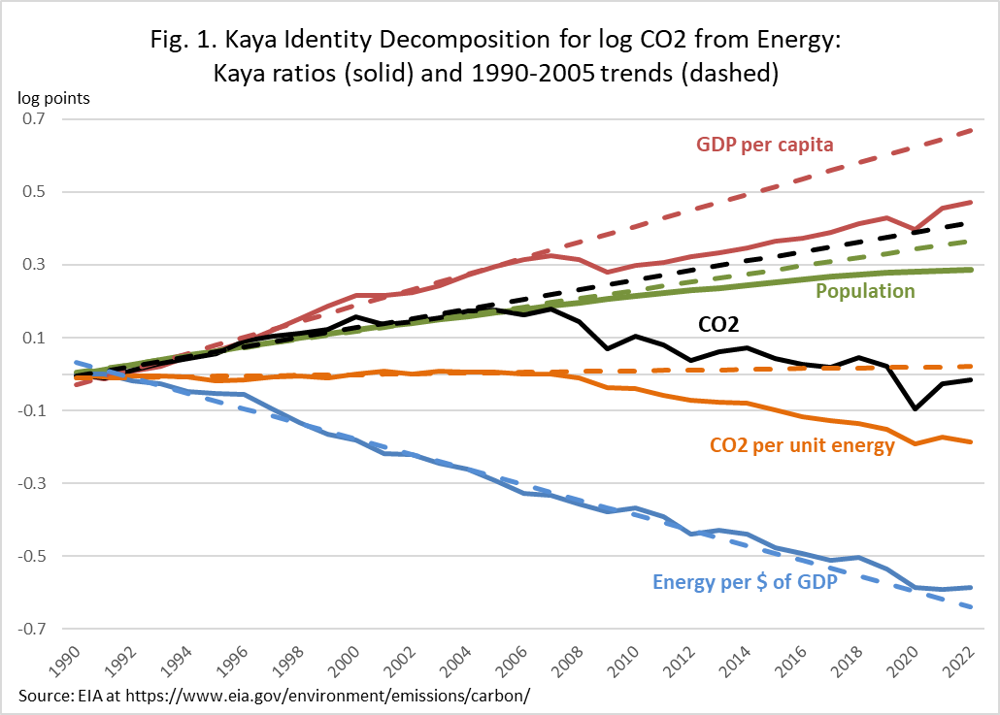 Fig. 1. Kaya Identity Decomposition for log CO2 from Energy:
Kaya ratios (solid) and 1990-2005 trends (dashed)
log points
0.7
0.5
0.3
0.1
-0.1
-0.3
-0.5
-0.7
GDP per capita
Population
CO2
CO2 per unit energy
Energy per $ of GDP
1990
1992
1994
1996
1998
2000
2002
2004
2006
2008
2010
2012
2014
2016
2018
2020
2022
Source: EIA at https://www.eia.gov/environment/emissions/carbon/